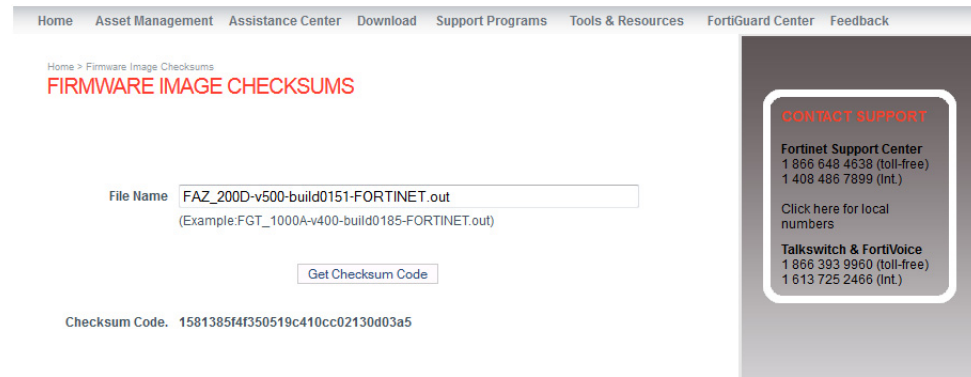 Home Asset Management Assistance Center Download Support Programs Tools & Resources FortiGuard Center Feedback
Home > Firmware Image Checksums
FIRMWARE IMAGE CHECKSUMS
File Name FAZ_200D-v500-build0151-FORTINET.out
(Example:FGT_1000A-v400-build0185-FORTINET.out)
Get Checksum Code
Checksum Code. 1581385f4f350519c410cc02130d03a5
CONTACT SUPPORT
Fortinet Support Center
1 866 648 4638 (toll-free)
1 408 486 7899 (Int.)
Click here for local
numbers
Talkswitch & FortiVoice
1 866 393 9960 (toll-free)
1 613 725 2466 (Int.)